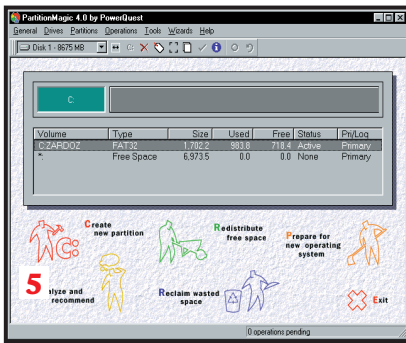 PartitionMagic 4.0 by PowerQuest
General Drives Partitions Operations Tools Wizards Help
Disk 1 - 8675 MB C:
C:
Volume Type Size Used Free Status Pri/Log
C:ZARDOZ FAT32 1,702.2 983.8 718.4 Active Primary
*: Free Space 6,973.5 0.0 0.0 None Primary
Create
new partition
C:
Redistribute
free space
Prepare for
new operating
system
5
alyze and
recommend
Reclaim wasted
space
Exit
0 operations pending